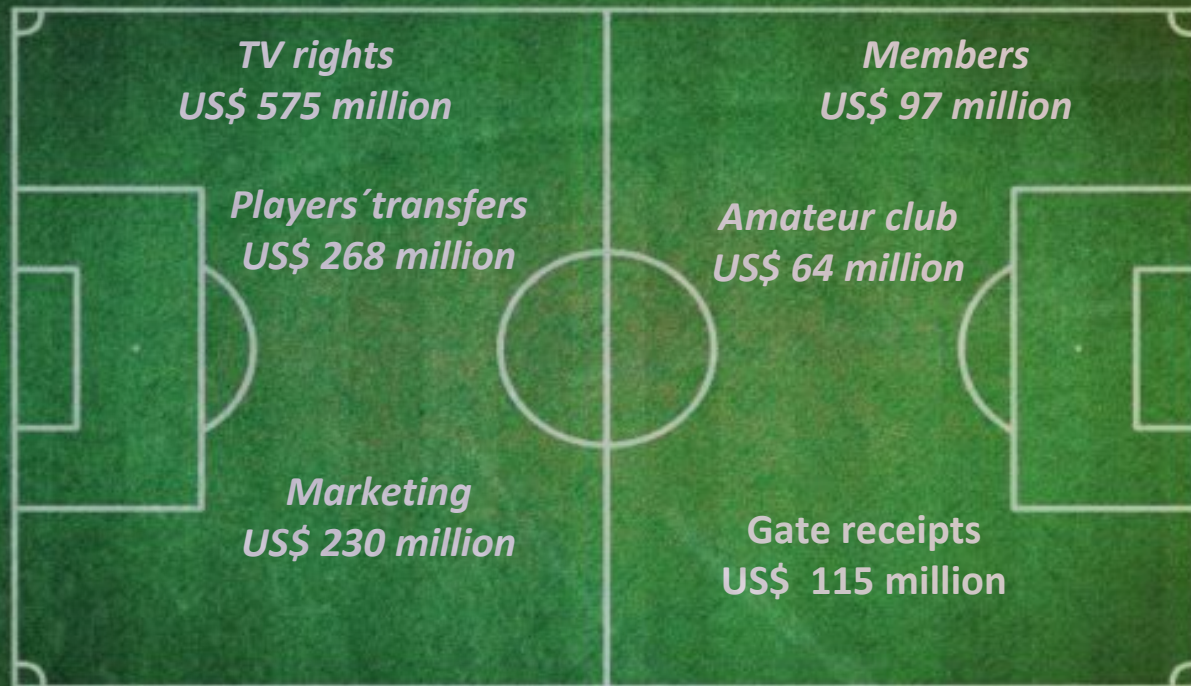 TV rights
US$ 575 million
Members
US$ 97 million
Players´transfers
US$ 268 million
Amateur club
US$ 64 million
Marketing
US$ 230 million
Gate receipts
US$  115 million